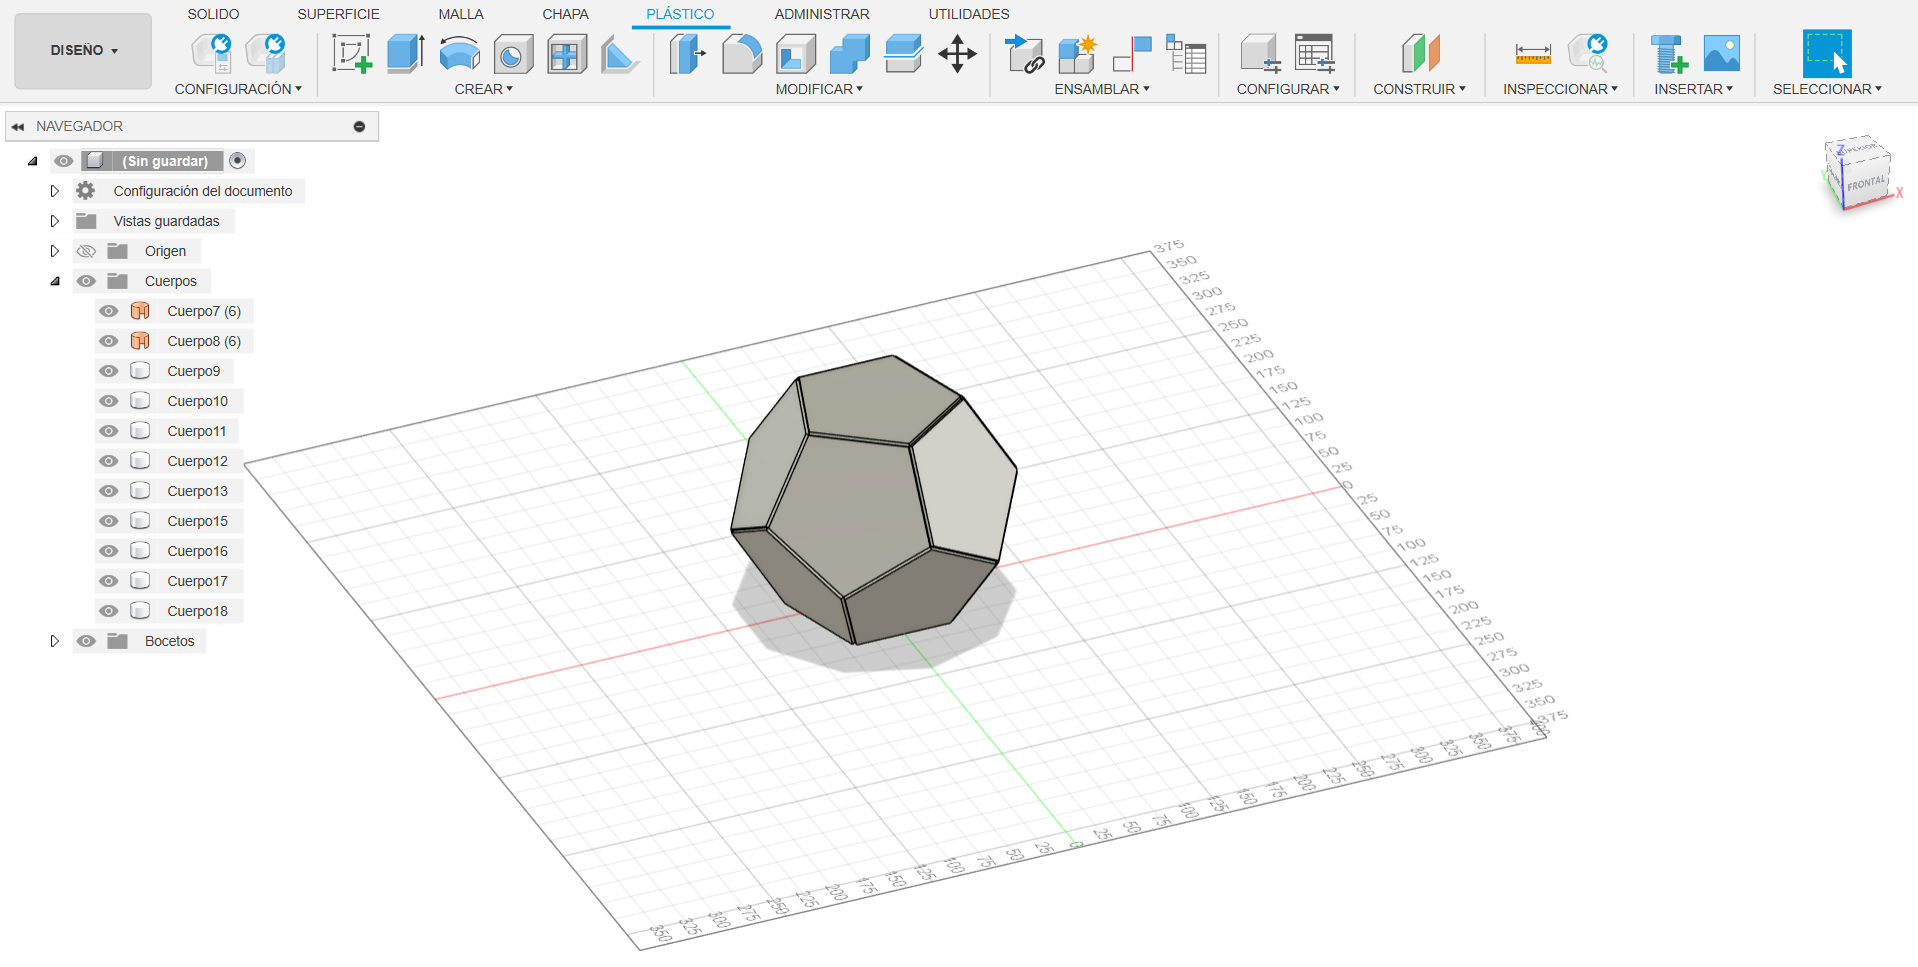 SOLIDO SUPERFICIE MALLA CHAPA PLÁSTICO ADMINISTRAR UTILIDADES
DISEÑO
CONFIGURACIÓN CREAR MODIFICAR ENSAMBLAR CONFIGURAR CONSTRUIR INSPECCIONAR INSERTAR SELECCIONAR
NAVEGADOR
(Sin guardar)
Configuración del documento
Vistas guardadas
Origen
Cuerpos
Cuerpo7 (6)
Cuerpo8 (6)
Cuerpo9
Cuerpo10
Cuerpo11
Cuerpo12
Cuerpo13
Cuerpo15
Cuerpo16
Cuerpo17
Cuerpo18
Bocetos
Z
FRONTAL
X
375
350
325
300
275
250
225
200
175
150
125
100
75
50
25
0
25
50
75
100
125
150
175
200
225
250
275
300
325
350
375
350 325 300 275 250 225 200 175 150 125 100 75 50 25 0 25 50 75 100 125 150 175 200 225 250 275 300 325 350 375